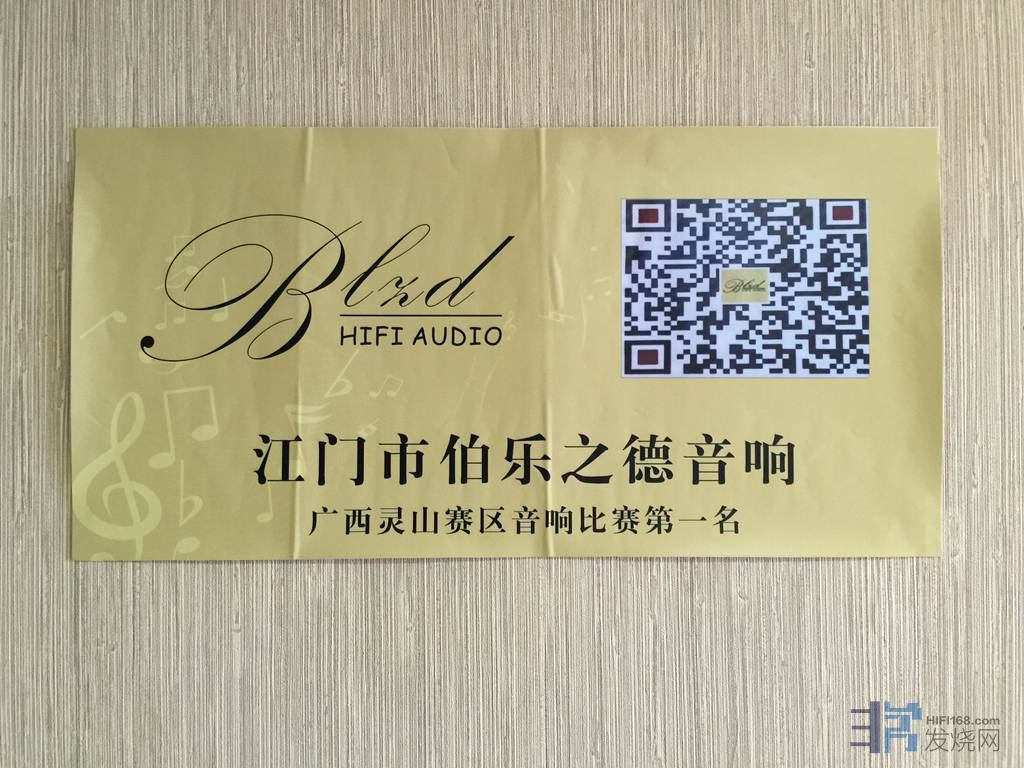 Blzd
HIFI AUDIO
江门市伯乐之德音响
广西灵山赛区音响比赛第一名
HIFI168.com
发烧网